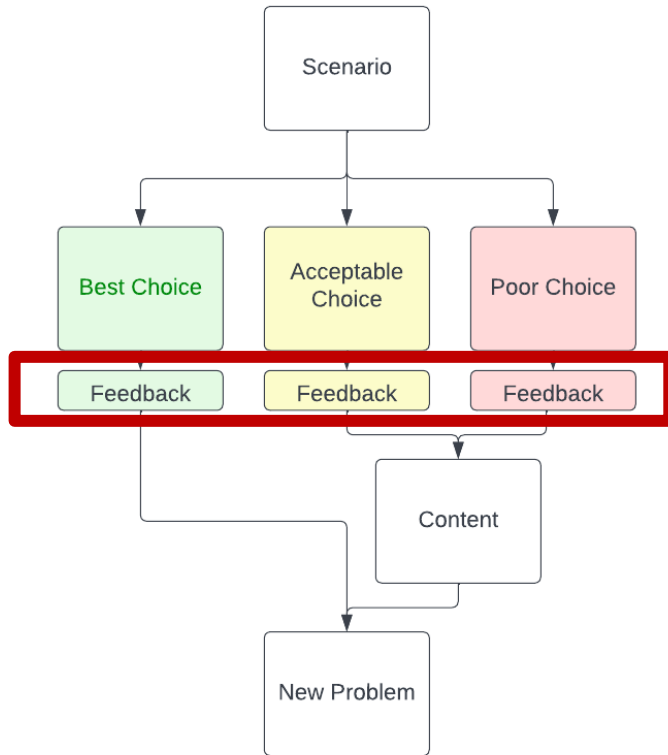 Scenario
Best Choice
Acceptable
Choice
Poor Choice
Feedback
Feedback
Feedback
Content
New Problem